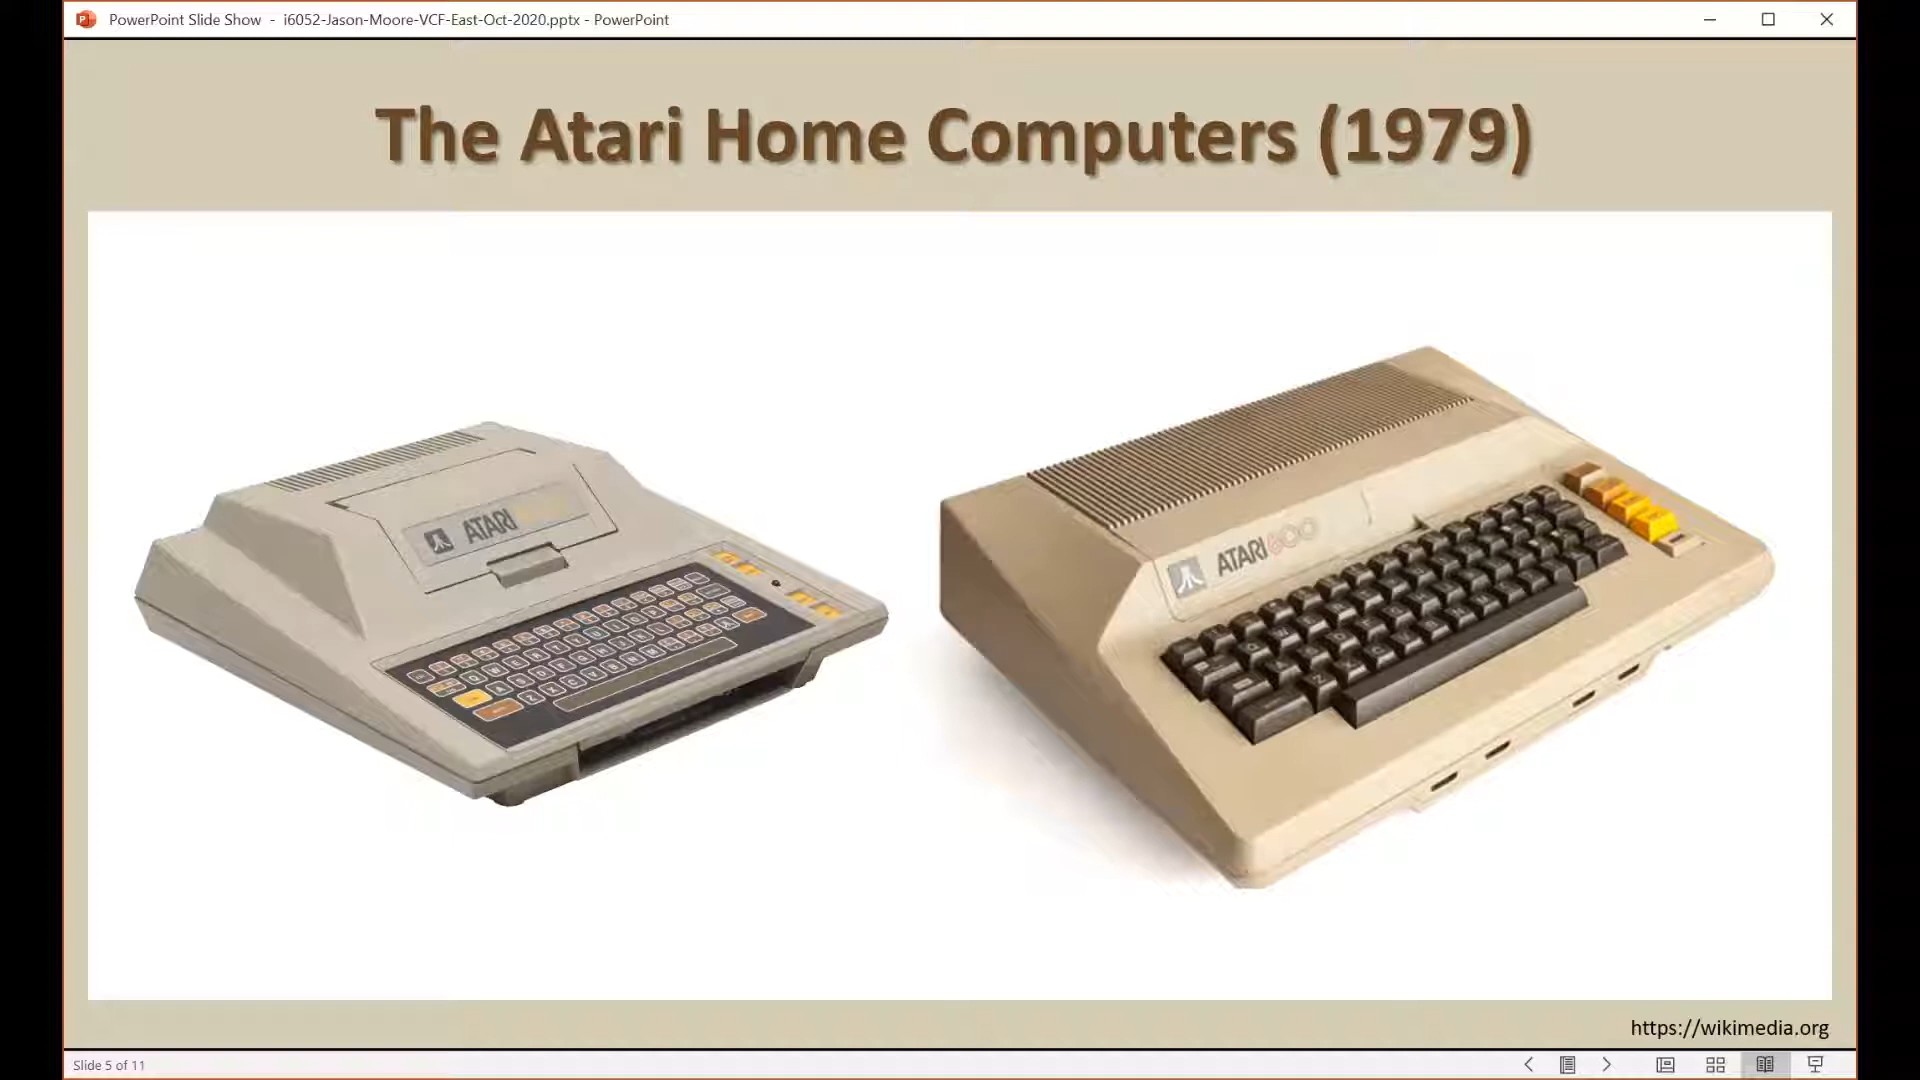 PowerPoint Slide Show - i6052-Jason-Moore-VCF-East-Oct-2020.pptx - PowerPoint
The Atari Home Computers (1979)
ATARI
ATARI
https://wikimedia.org
Slide 5 of 11